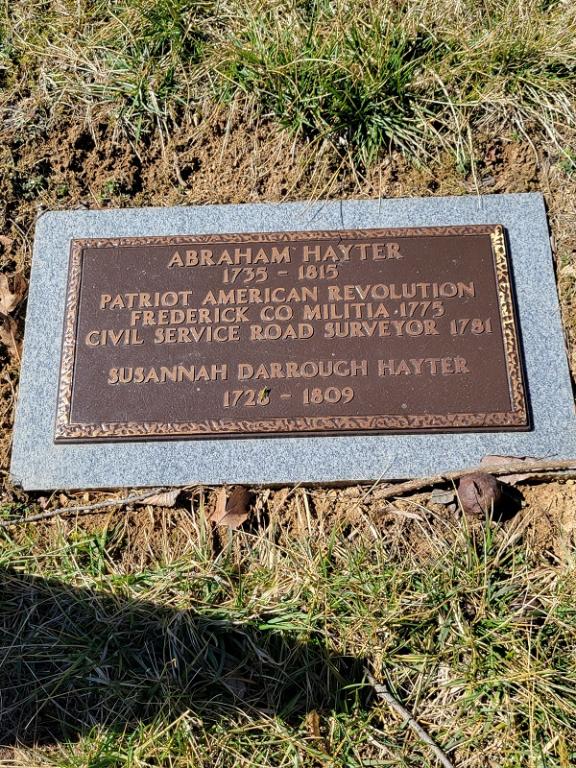 ABRAHAM HAYTER
1735 - 1815
PATRIOT AMERICAN REVOLUTION
FREDERICK CO MILITIA 1775
CIVIL SERVICE ROAD SURVEYOR 1781
SUSANNAH DARROUGH HAYTER
1728 - 1809